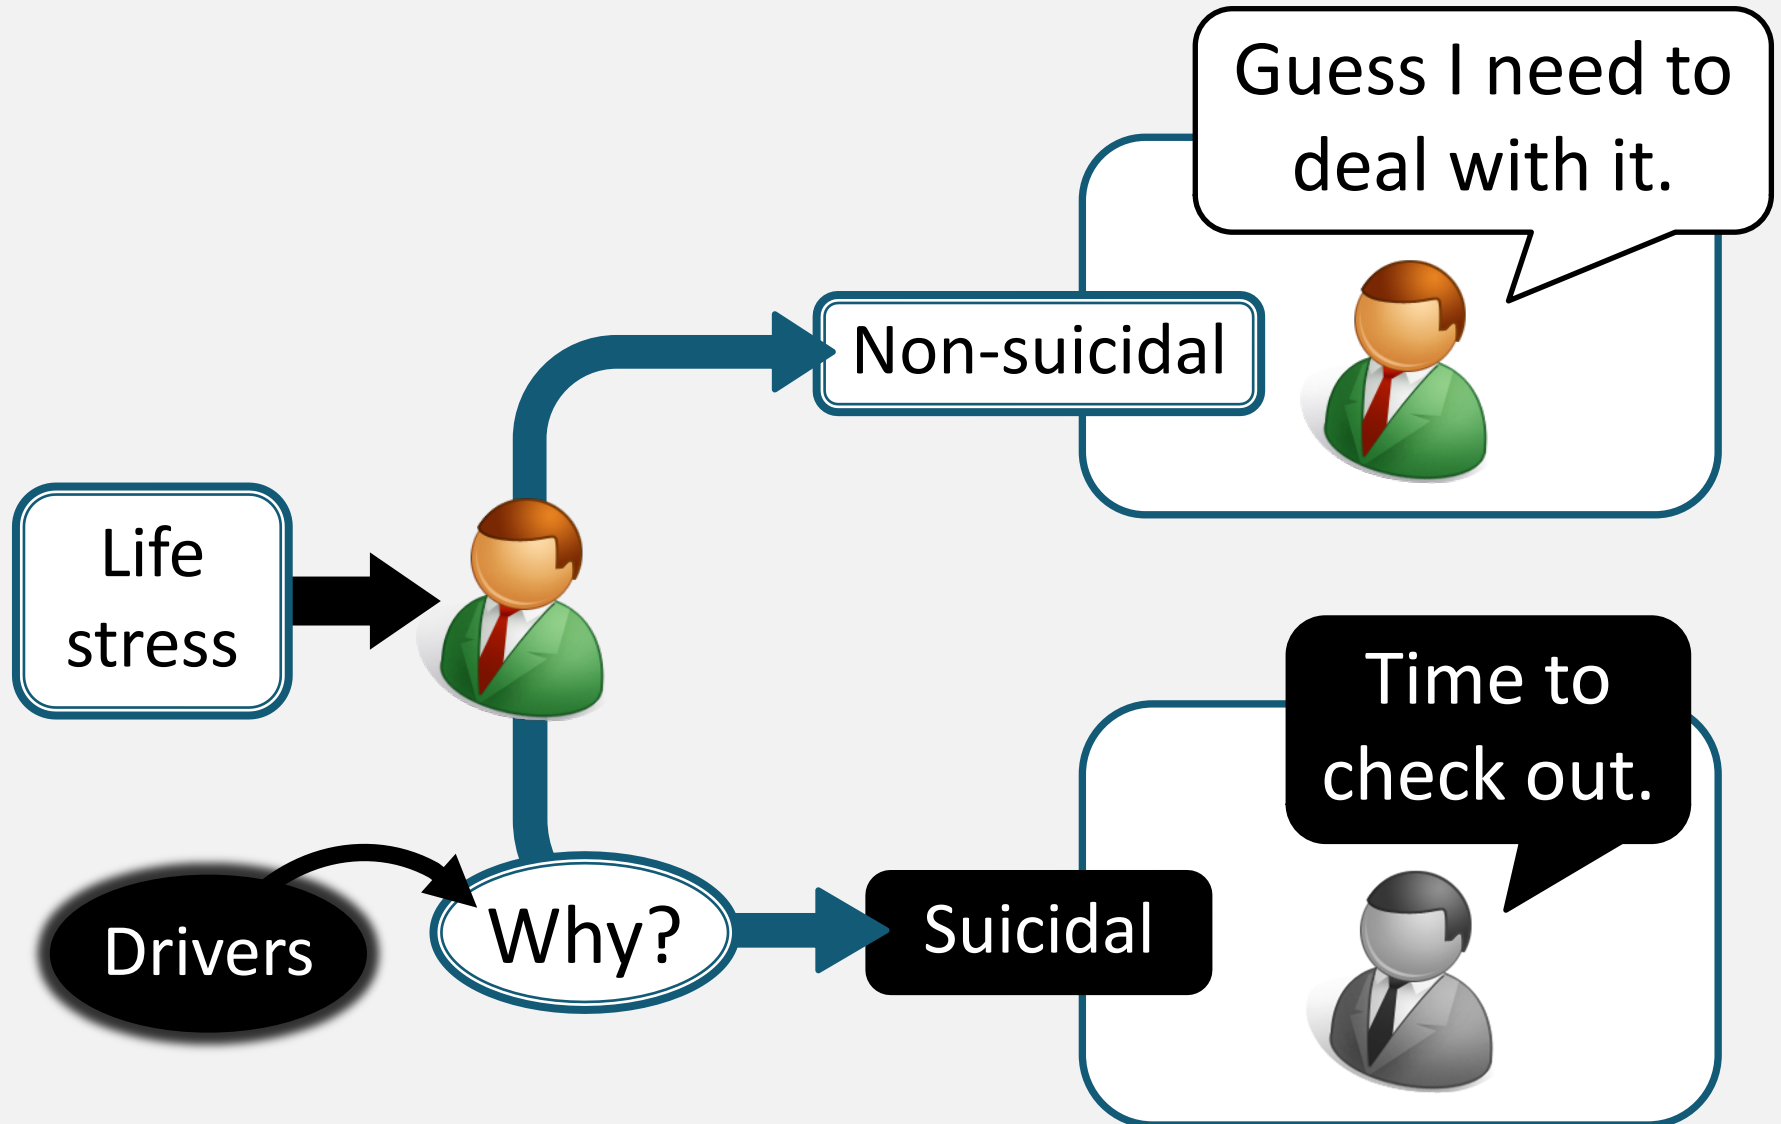 Guess I need to
deal with it.
Non-suicidal
Life
stress
Time to
check out.
Drivers
Why?
Suicidal